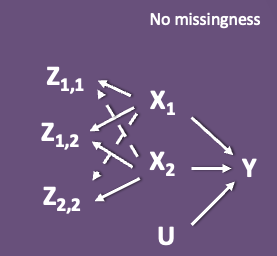 No missingness
Z1,1
X1
Z1,2
X2
Y
Z2,2
U